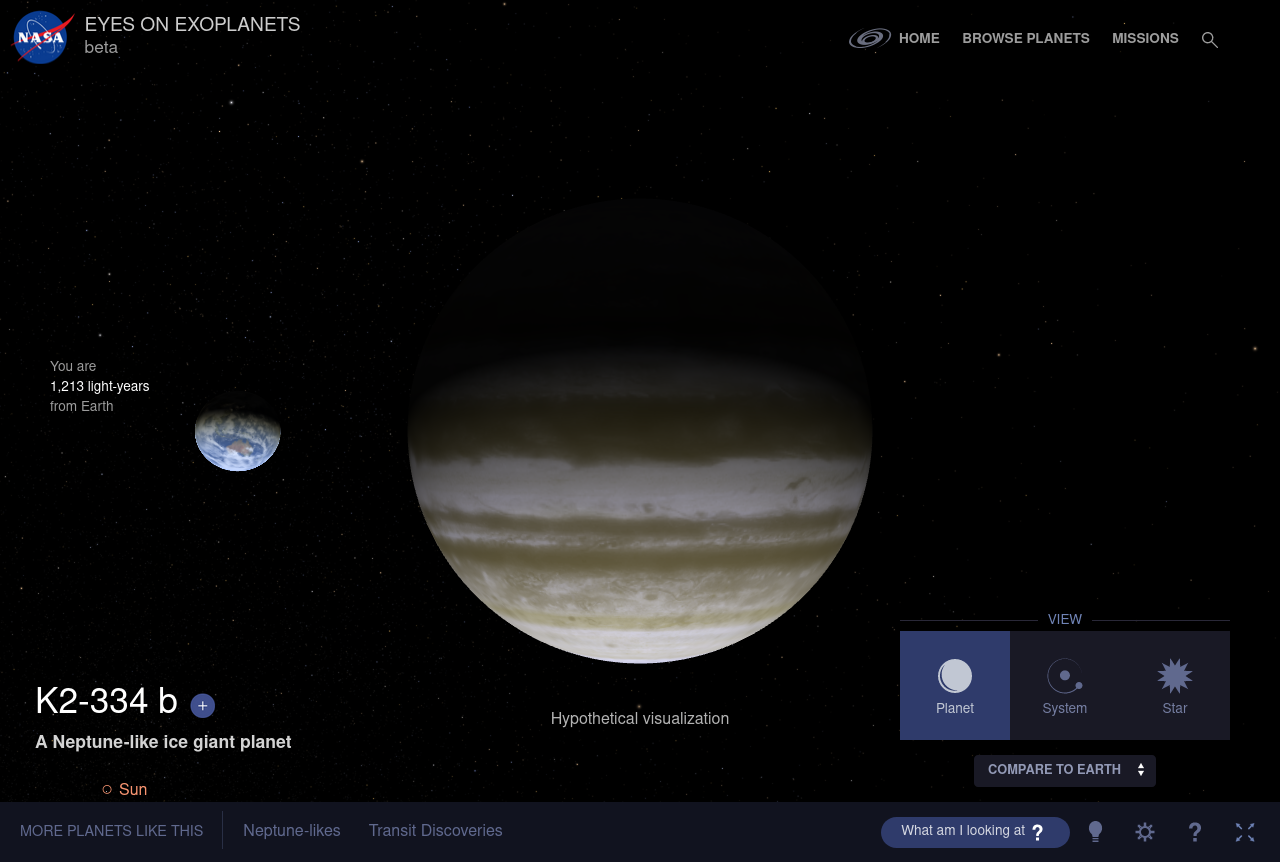 NASA
EYES ON EXOPLANETS
beta
HOME
BROWSE PLANETS
MISSIONS
You are
1,213 light-years
from Earth
K2-334 b
+
A Neptune-like ice giant planet
Sun
Hypothetical visualization
VIEW
Planet
System
Star
COMPARE TO EARTH
MORE PLANETS LIKE THIS
Neptune-likes
Transit Discoveries
What am I looking at ?
?